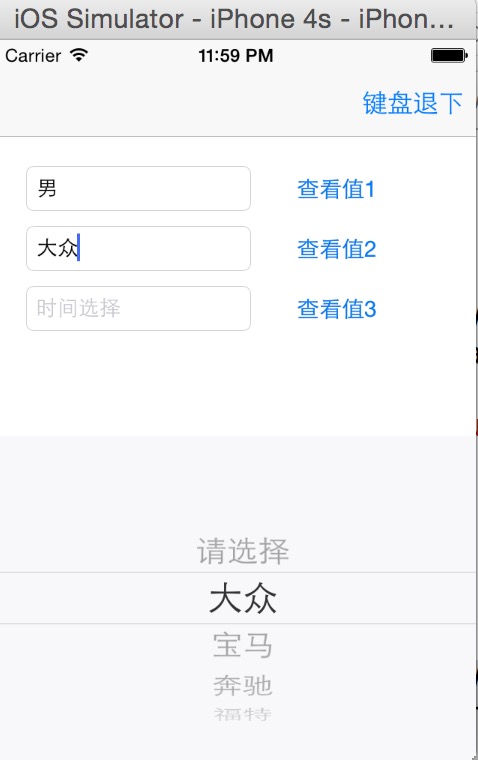 iOS Simulator - iPhone 4s - iPhon...
Carrier 11:59 PM
键盘退下
男 查看值1
大众 查看值2
时间选择 查看值3
请选择
大众
宝马
奔驰
福特